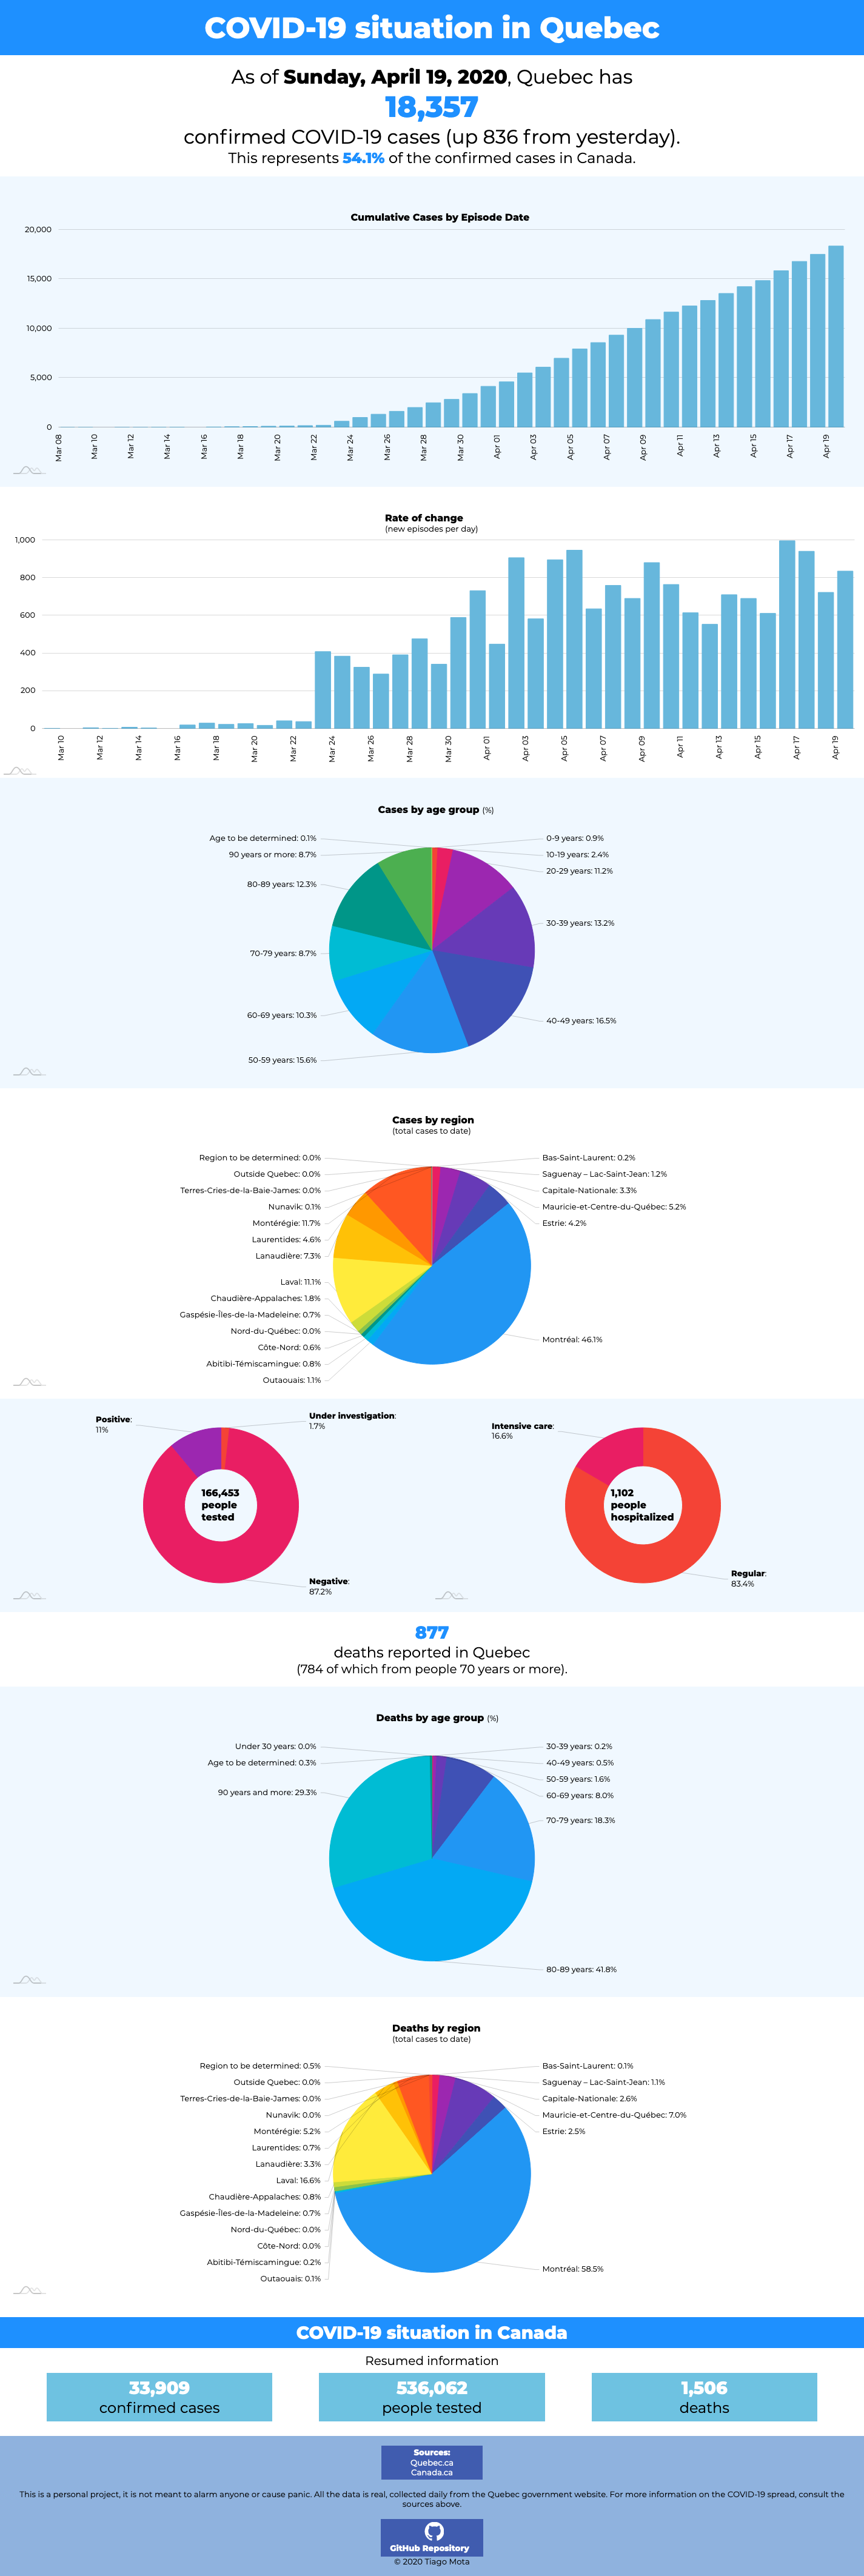 COVID-19 situation in Quebec
As of Sunday, April 19, 2020, Quebec has
18,357
confirmed COVID-19 cases (up 836 from yesterday).
This represents 54.1% of the confirmed cases in Canada.
Cumulative Cases by Episode Date
20,000
15,000
10,000
5,000
0
Mar 08
Mar 10
Mar 12
Mar 14
Mar 16
Mar 18
Mar 20
Mar 22
Mar 24
Mar 26
Mar 28
Mar 30
Apr 01
Apr 03
Apr 05
Apr 07
Apr 09
Apr 11
Apr 13
Apr 15
Apr 17
Apr 19
Rate of change
(new episodes per day)
1,000
800
600
400
200
0
Mar 10
Mar 12
Mar 14
Mar 16
Mar 18
Mar 20
Mar 22
Mar 24
Mar 26
Mar 28
Mar 30
Apr 01
Apr 03
Apr 05
Apr 07
Apr 09
Apr 11
Apr 13
Apr 15
Apr 17
Apr 19
Cases by age group (%)
Age to be determined: 0.1%
90 years or more: 8.7%
80-89 years: 12.3%
70-79 years: 8.7%
60-69 years: 10.3%
50-59 years: 15.6%
0-9 years: 0.9%
10-19 years: 2.4%
20-29 years: 11.2%
30-39 years: 13.2%
40-49 years: 16.5%
Cases by region
(total cases to date)
Region to be determined: 0.0%
Outside Quebec: 0.0%
Terres-Cries-de-la-Baie-James: 0.0%
Nunavik: 0.1%
Montérégie: 11.7%
Laurentides: 4.6%
Lanaudière: 7.3%
Laval: 11.1%
Chaudière-Appalaches: 1.8%
Gaspésie-Îles-de-la-Madeleine: 0.7%
Nord-du-Québec: 0.0%
Côte-Nord: 0.6%
Abitibi-Témiscamingue: 0.8%
Outaouais: 1.1%
Bas-Saint-Laurent: 0.2%
Saguenay – Lac-Saint-Jean: 1.2%
Capitale-Nationale: 3.3%
Mauricie-et-Centre-du-Québec: 5.2%
Estrie: 4.2%
Montréal: 46.1%
Positive:
11%
Under investigation:
1.7%
166,453
people
tested
Negative:
87.2%
Intensive care:
16.6%
1,102
people
hospitalized
Regular:
83.4%
877
deaths reported in Quebec
(784 of which from people 70 years or more).
Deaths by age group (%)
Under 30 years: 0.0%
Age to be determined: 0.3%
90 years and more: 29.3%
30-39 years: 0.2%
40-49 years: 0.5%
50-59 years: 1.6%
60-69 years: 8.0%
70-79 years: 18.3%
80-89 years: 41.8%
Deaths by region
(total cases to date)
Region to be determined: 0.5%
Outside Quebec: 0.0%
Terres-Cries-de-la-Baie-James: 0.0%
Nunavik: 0.0%
Montérégie: 5.2%
Laurentides: 0.7%
Lanaudière: 3.3%
Laval: 16.6%
Chaudière-Appalaches: 0.8%
Gaspésie-Îles-de-la-Madeleine: 0.7%
Nord-du-Québec: 0.0%
Côte-Nord: 0.0%
Abitibi-Témiscamingue: 0.2%
Outaouais: 0.1%
Bas-Saint-Laurent: 0.1%
Saguenay – Lac-Saint-Jean: 1.1%
Capitale-Nationale: 2.6%
Mauricie-et-Centre-du-Québec: 7.0%
Estrie: 2.5%
Montréal: 58.5%
COVID-19 situation in Canada
Resumed information
33,909
confirmed cases
536,062
people tested
1,506
deaths
Sources:
Quebec.ca
Canada.ca
This is a personal project, it is not meant to alarm anyone or cause panic. All the data is real, collected daily from the Quebec government website. For more information on the COVID-19 spread, consult the
sources above.
GitHub Repository
© 2020 Tiago Mota